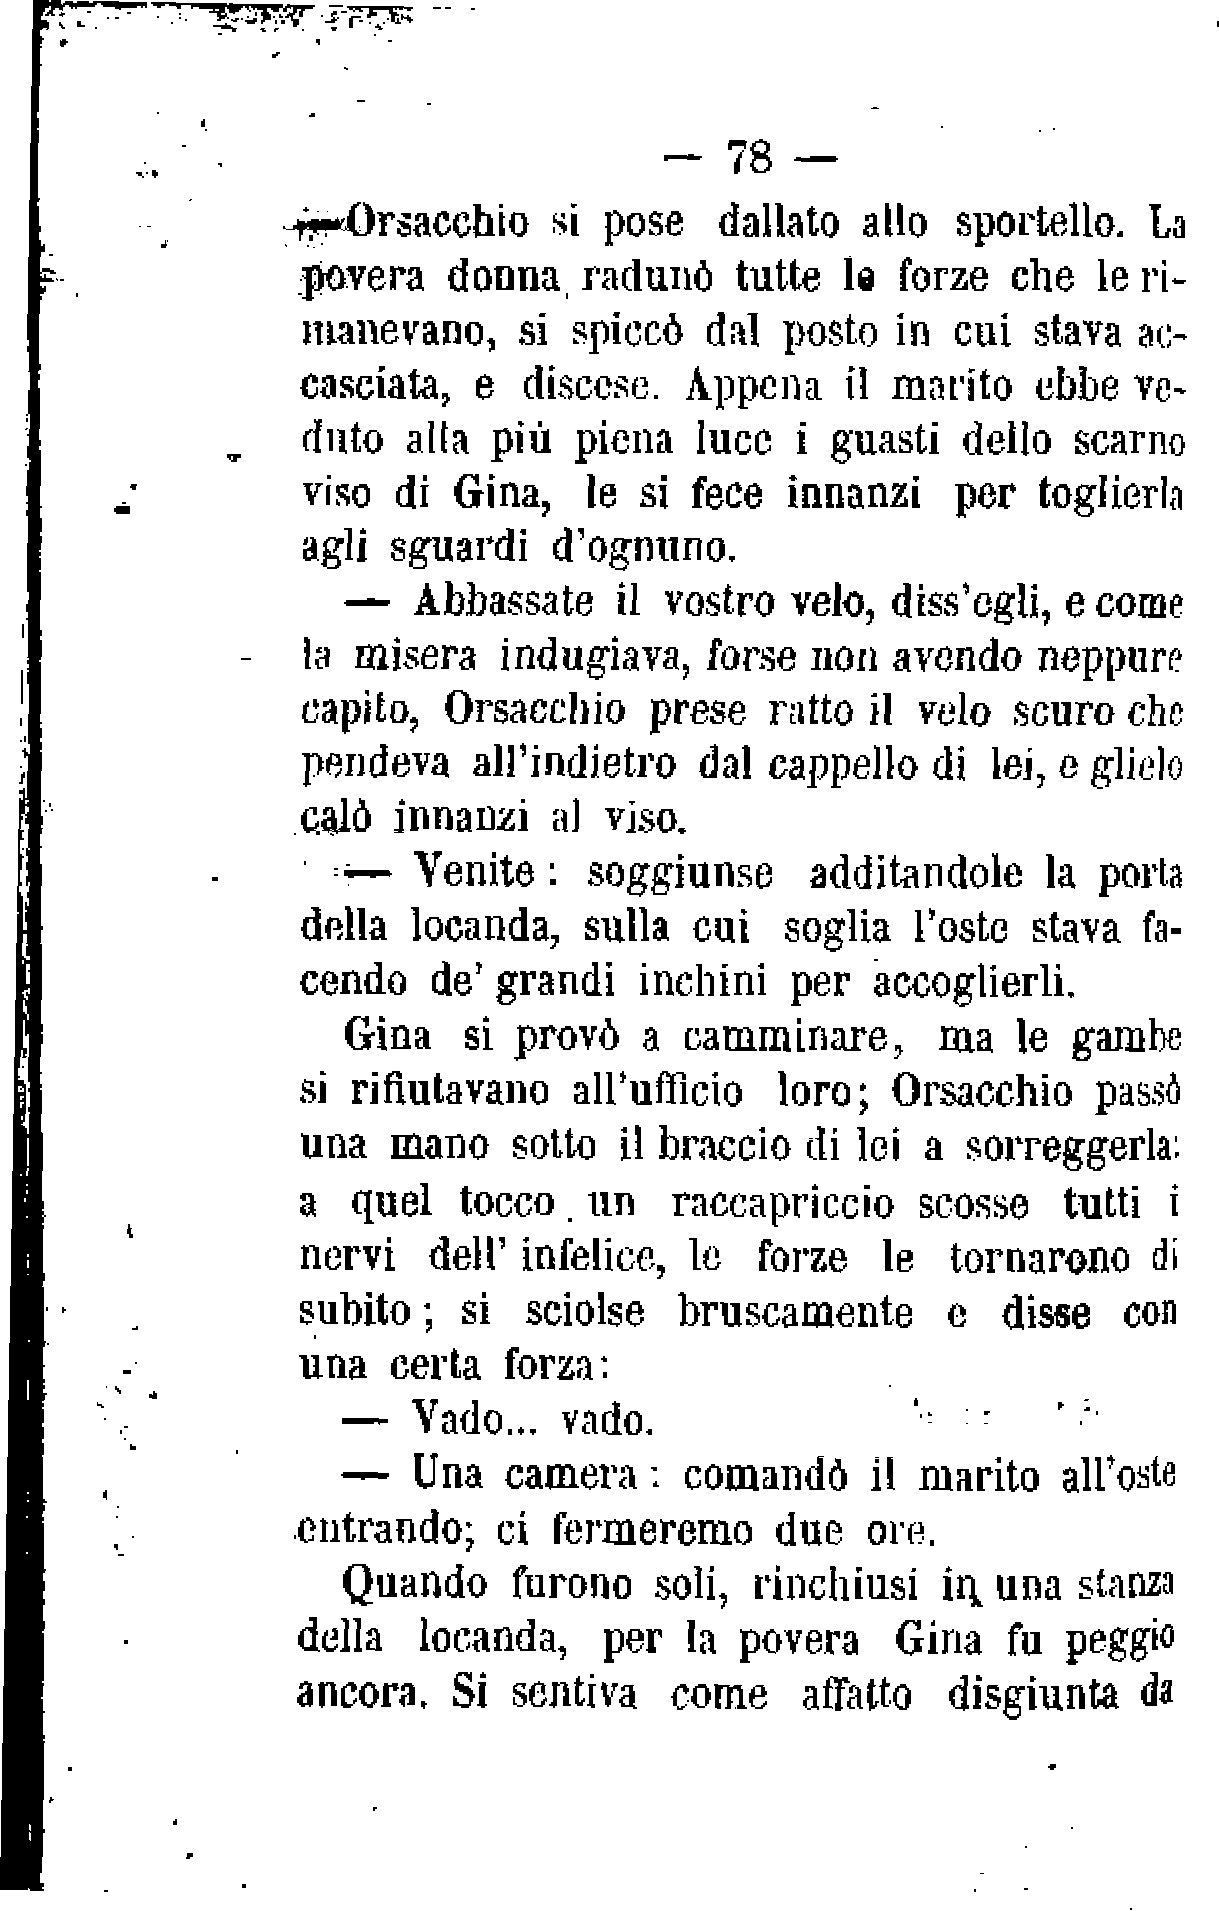 — 78 —
Orsacchio si pose dallato allo sportello. La
povera donna radunò tutte le forze che le ri-
manevano, si spiccò dal posto in cui stava ac-
casciata, e discese. Appena il marito ebbe ve-
duto alla più piena luce i guasti dello scarno
viso di Gina, le si fece innanzi per toglierla
agli sguardi d'ognuno.
— Abbassate il vostro velo, diss'egli, e come
la misera indugiava, forse non avendo neppure
capito, Orsacchio prese ratto il velo scuro che
pendeva all'indietro dal cappello di lei, e glielo
calò innanzi al viso.
— Venite : soggiunse additandole la porta
della locanda, sulla cui soglia l'oste stava fa-
cendo de' grandi inchini per accoglierli.
Gina si provò a camminare, ma le gambe
si rifiutavano all'ufficio loro; Orsacchio passò
una mano sotto il braccio di lei a sorreggerla:
a quel tocco un raccapriccio scosse tutti i
nervi dell' infelice, le forze le tornarono di
subito ; si sciolse bruscamente e disse con
una certa forza:
— Vado... vado.
— Una camera : comandò il marito all'oste
entrando; ci fermeremo due ore.
Quando furono soli, rinchiusi in una stanza
della locanda, per la povera Gina fu peggio
ancora. Si sentiva come affatto disgiunta da